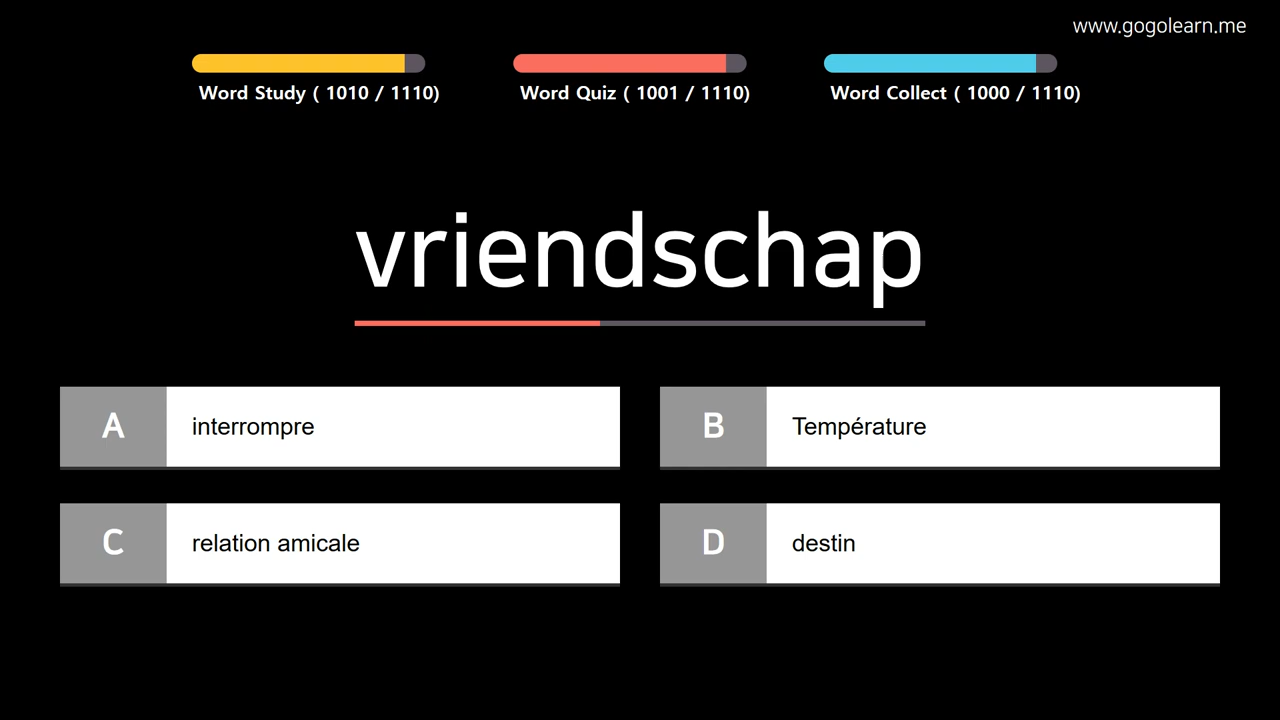 www.gogolearn.me
Word Study ( 1010 / 1110)
Word Quiz ( 1001 / 1110)
Word Collect ( 1000 / 1110)
vriendschap
A interrompre
B Température
C relation amicale
D destin